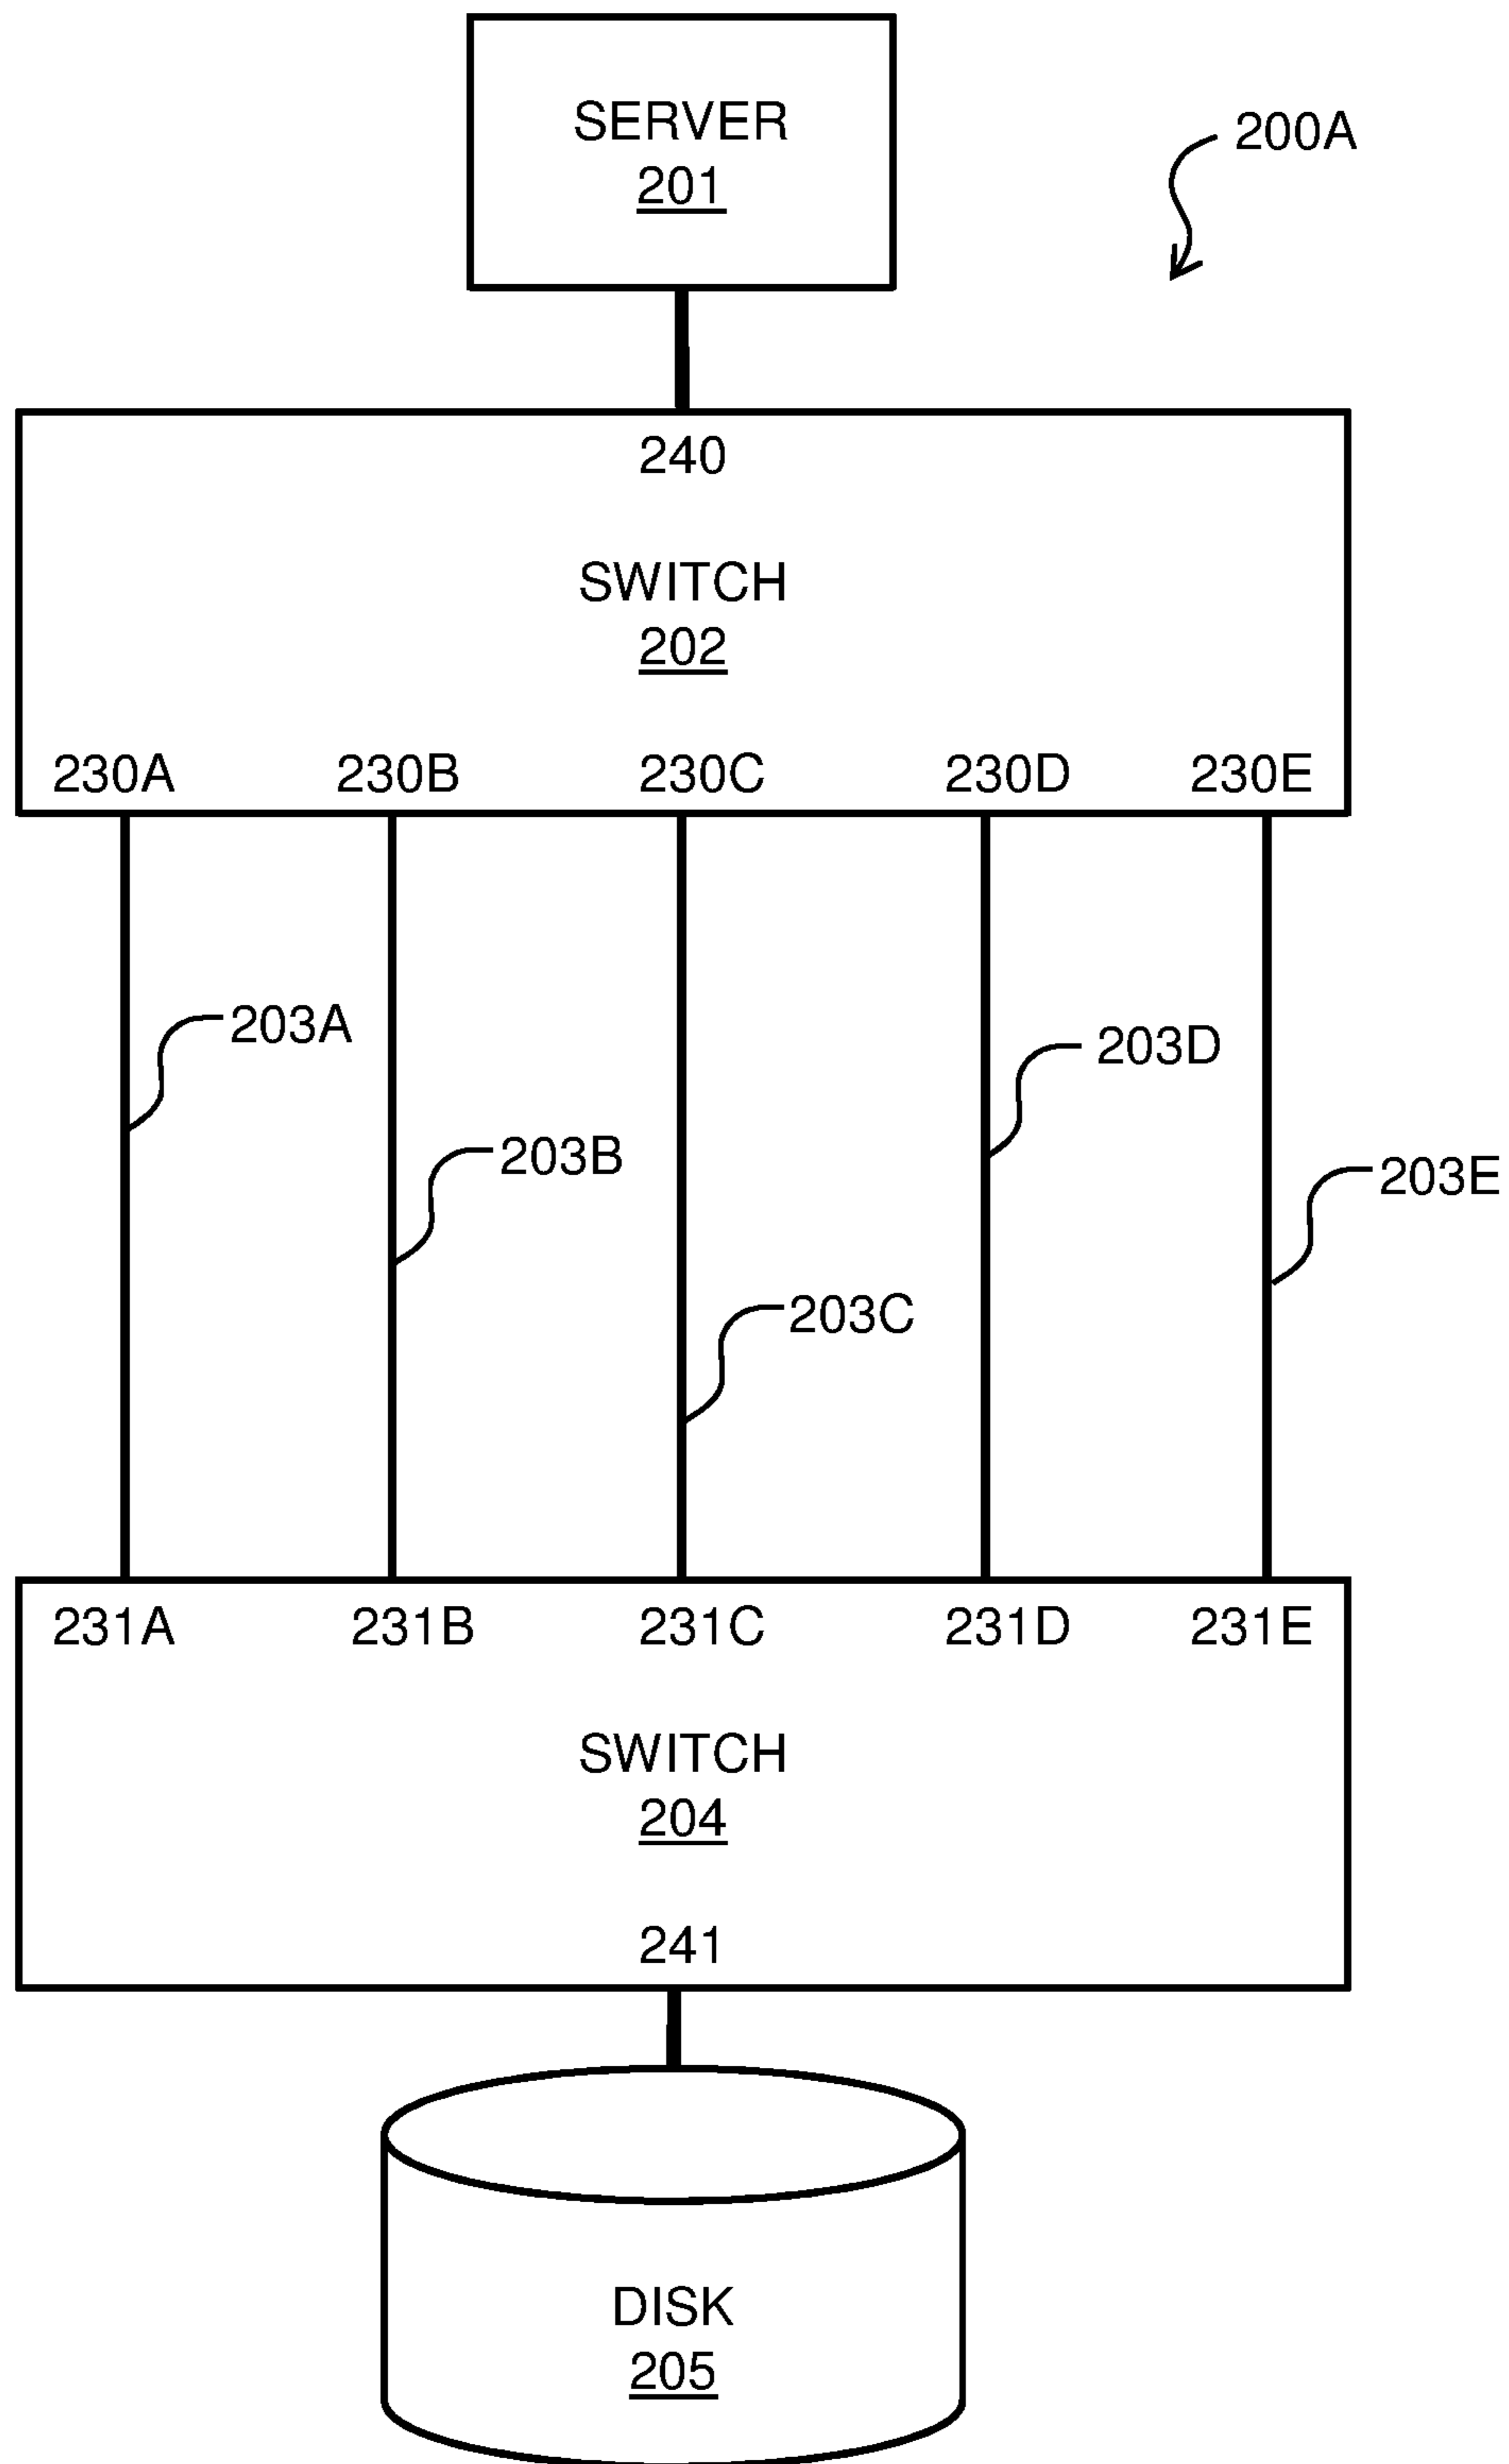 SERVER
201
200A
240
SWITCH
202
230A 230B 230C 230D 230E
203A
203D
203B
203E
203C
231A 231B 231C 231D 231E
SWITCH
204
241
DISK
205